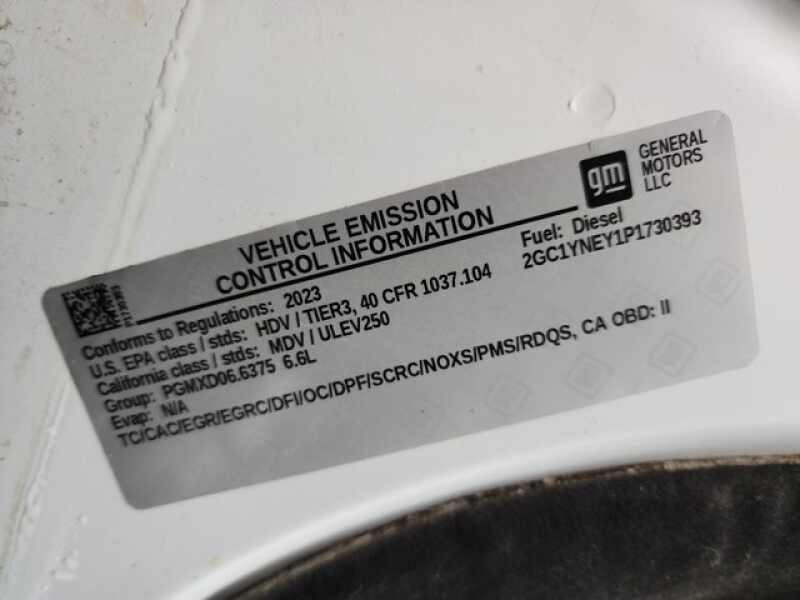 gm
GENERAL
MOTORS
LLC
VEHICLE EMISSION
CONTROL INFORMATION
Conforms to Regulations: 2023
Fuel: Diesel
U.S. EPA class / stds: HDV / TIER3, 40 CFR 1037.104
2GC1YNEY1P1730393
California class / stds: MDV / ULEV250
Group: PGMXD06.6375 6.6L
Evap: N/A
TC/CAC/EGR/EGRC/DFI/OC/DPF/SCRC/NOXS/PMS/RDQS, CA OBD: II